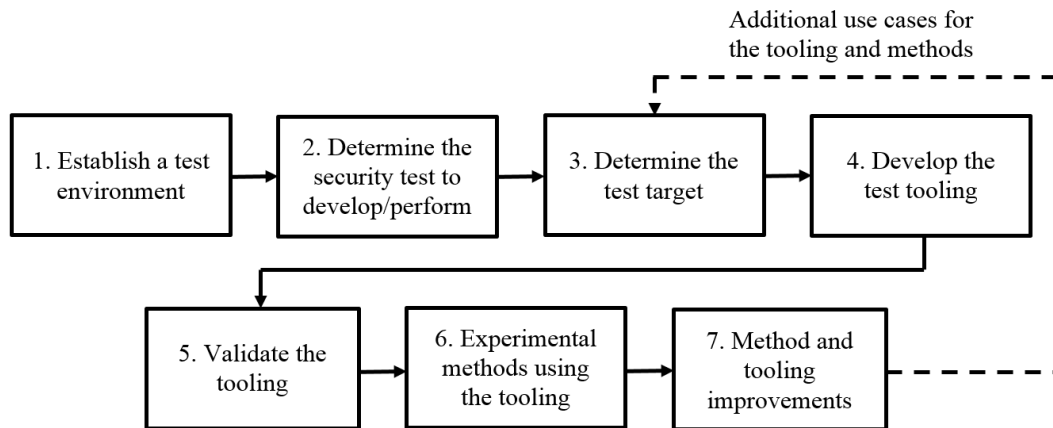 Additional use cases for
the tooling and methods
1. Establish a test
environment
2. Determine the
security test to
develop/perform
3. Determine the
test target
4. Develop the
test tooling
5. Validate the
tooling
6. Experimental
methods using
the tooling
7. Method and
tooling
improvements